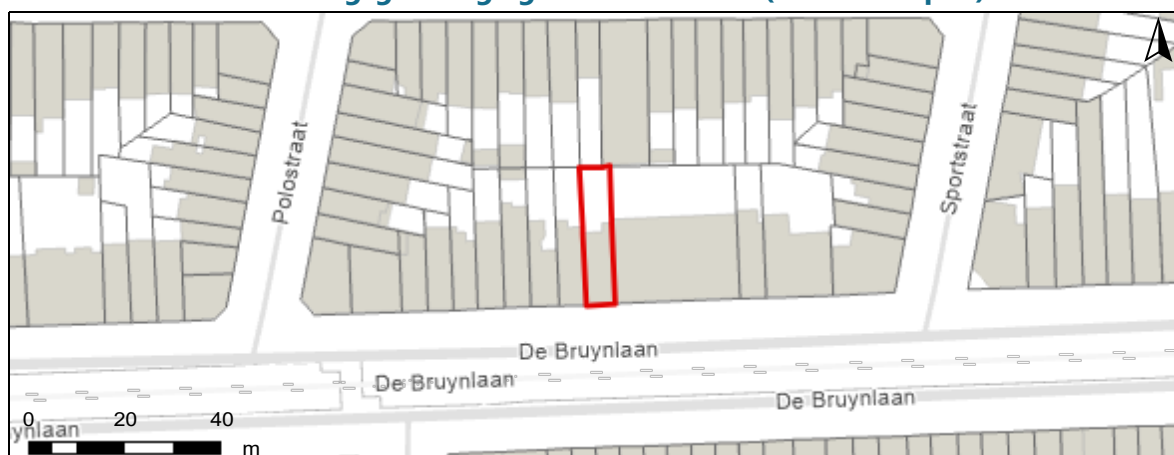 Polostraat
Sportstraat
De Bruynlaan
De Bruynlaan
De Bruynlaan
ynlaan
0 20 40
m